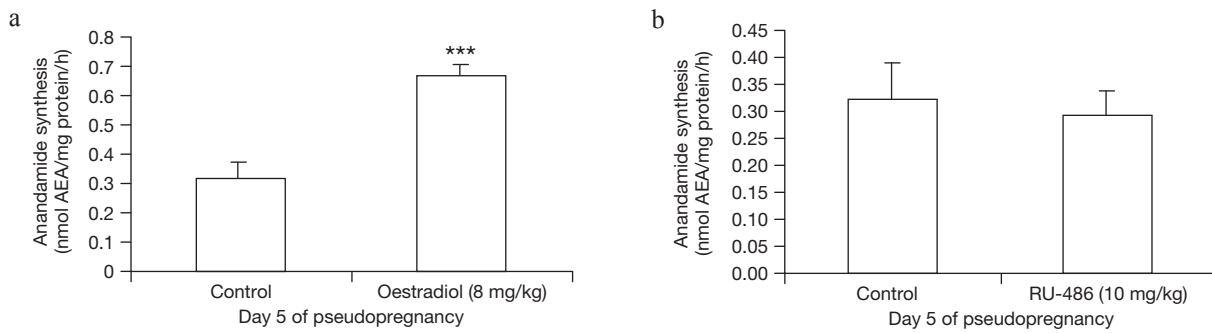 a
Anandamide synthesis
(nmol AEA/mg protein/h)
0.8
0.7
0.6
0.5
0.4
0.3
0.2
0.1
0
***
Control
Oestradiol (8 mg/kg)
Day 5 of pseudopregnancy
b
Anandamide synthesis
(nmol AEA/mg protein/h)
0.45
0.40
0.35
0.30
0.25
0.20
0.15
0.10
0.05
0.00
Control
RU-486 (10 mg/kg)
Day 5 of pseudopregnancy